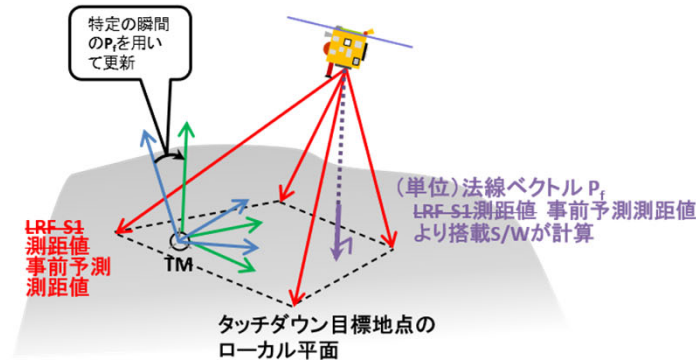 特定の瞬間
のPfを用い
て更新
(単位)法線ベクトル Pf
LRF S1測距値 事前予測測距値
より搭載S/Wが計算
LRF S1
測距値
事前予測
測距値
TM
タッチダウン目標地点の
ローカル平面